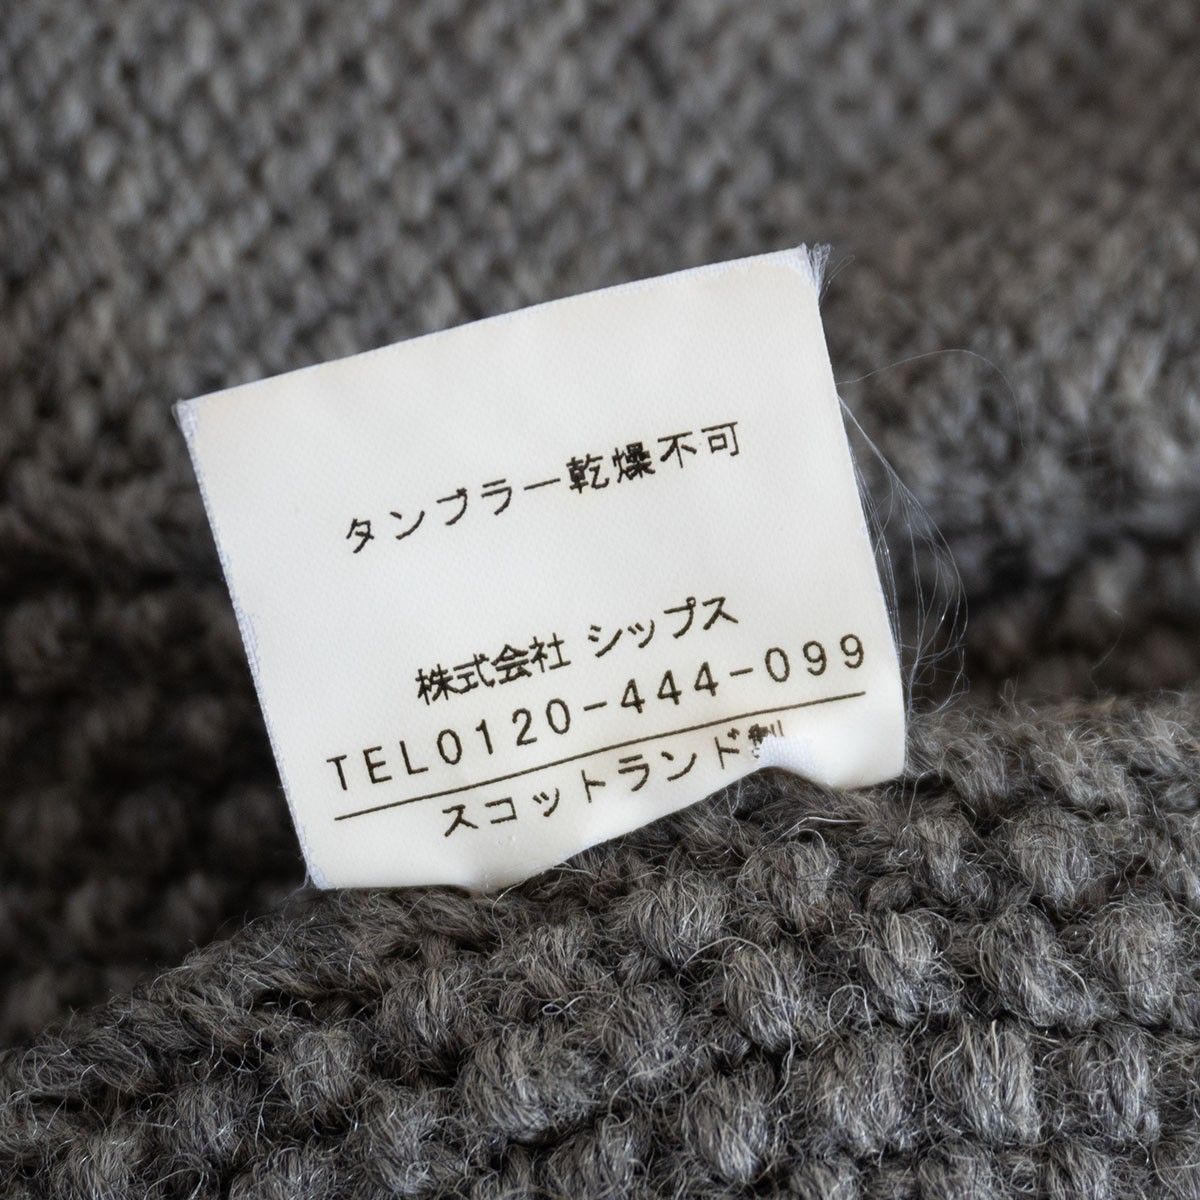 タンブラー乾燥不可
株式会社 シップス
TEL0120-444-099
スコットランド製